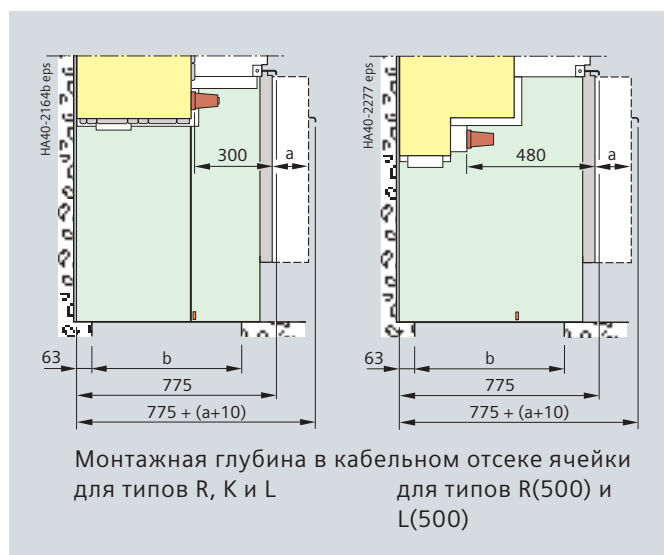 HA40-2164b eps
300
a
63
b
775
775 + (a+10)
HA40-2277 eps
480
a
63
b
775
775 + (a+10)
Монтажная глубина в кабельном отсеке ячейки
для типов R, K и L
для типов R(500) и
L(500)